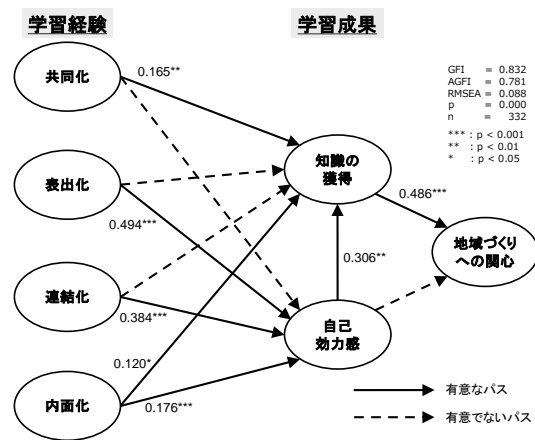 学習経験
学習成果
共同化
0.165**
GFI = 0.832
AGFI = 0.781
RMSEA = 0.088
p = 0.000
n = 332
*** : p < 0.001
** : p < 0.01
* : p < 0.05
知識の
獲得
表出化
0.494***
0.486***
地域づくり
への関心
0.306**
連結化
0.384***
自己
効力感
0.120*
内面化
0.176***
有意なパス
有意でないパス